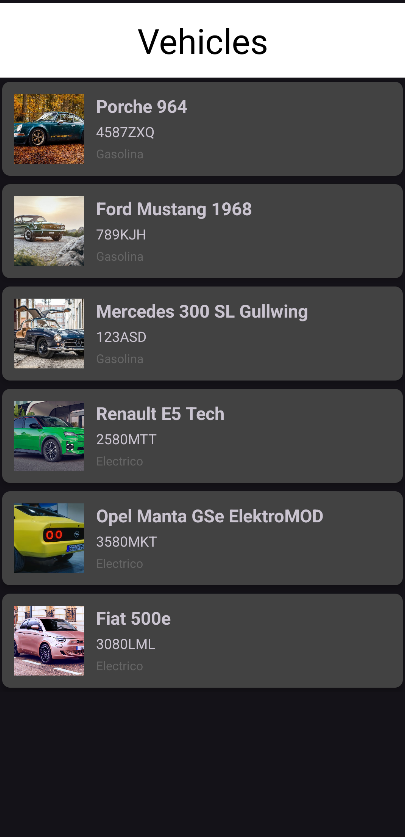 Vehicles
Porche 964
4587ZXQ
Gasolina
Ford Mustang 1968
789KJH
Gasolina
Mercedes 300 SL Gullwing
123ASD
Gasolina
Renault E5 Tech
2580MTT
Electrico
Opel Manta GSe ElektroMOD
3580MKT
Electrico
Fiat 500e
3080LML
Electrico